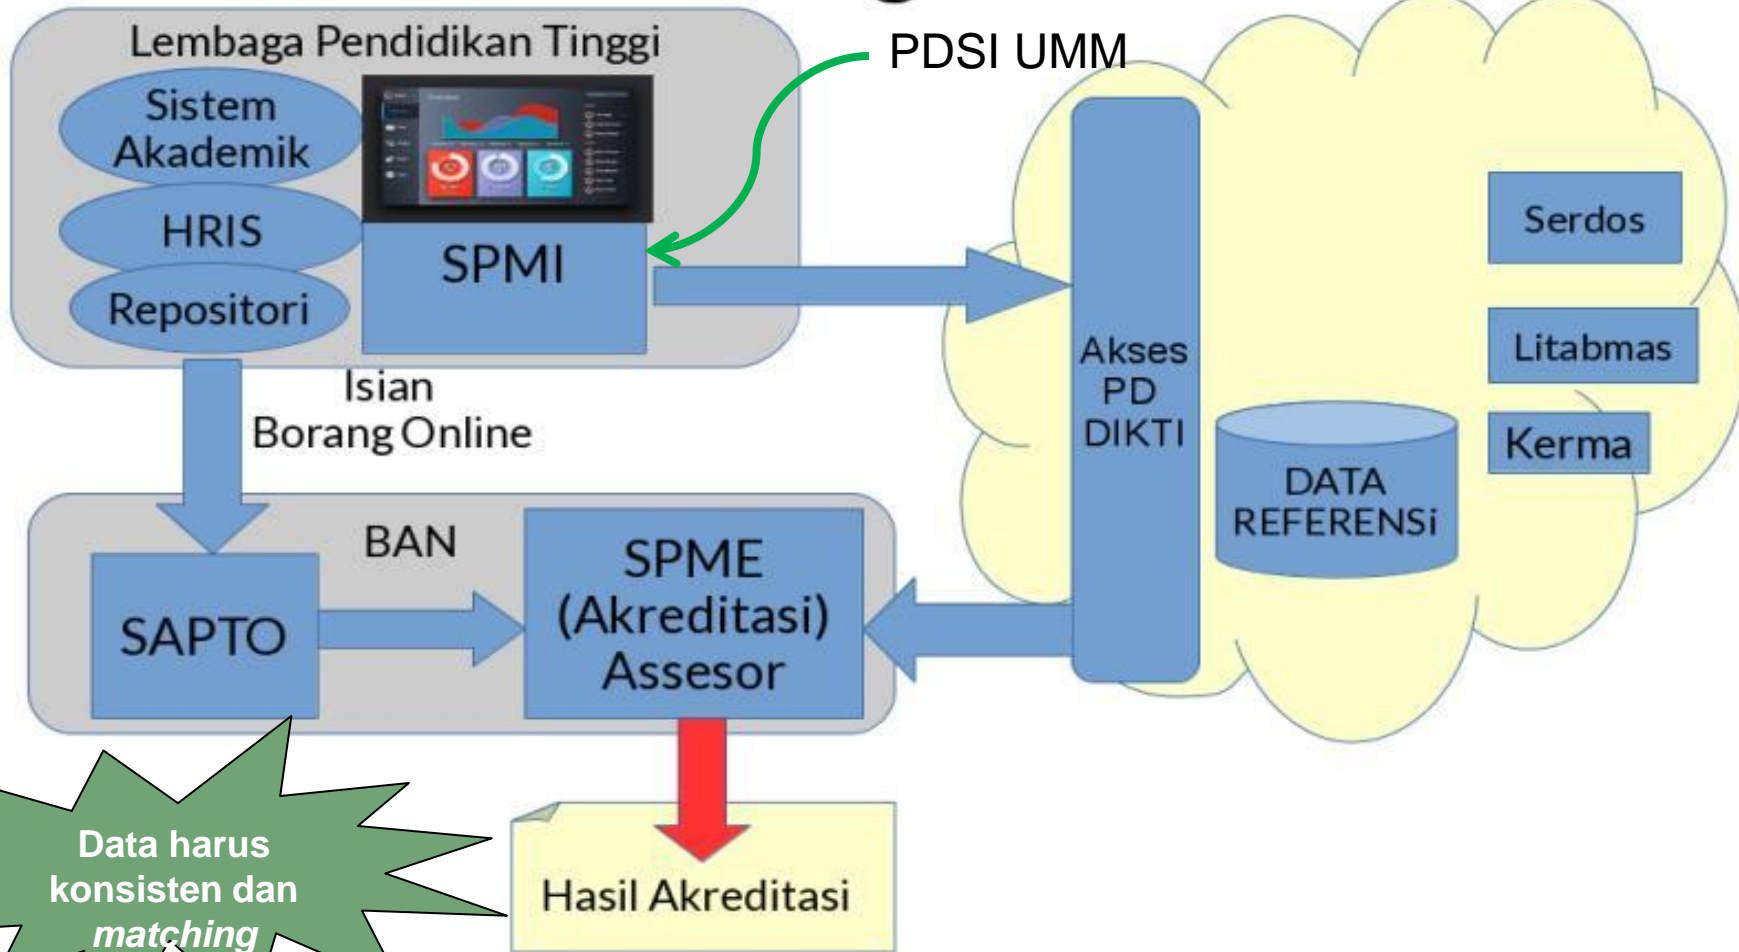 Lembaga Pendidikan Tinggi
PDSI UMM
Sistem
Akademik
HRIS
Repositori
SPMI
Isian
Borang Online
Akses
PD
DIKTI
Serdos
Litabmas
Kerma
DATA
REFERENSi
BAN
SAPTO
SPME
(Akreditasi)
Assesor
Hasil Akreditasi
Data harus
konsisten dan
matching